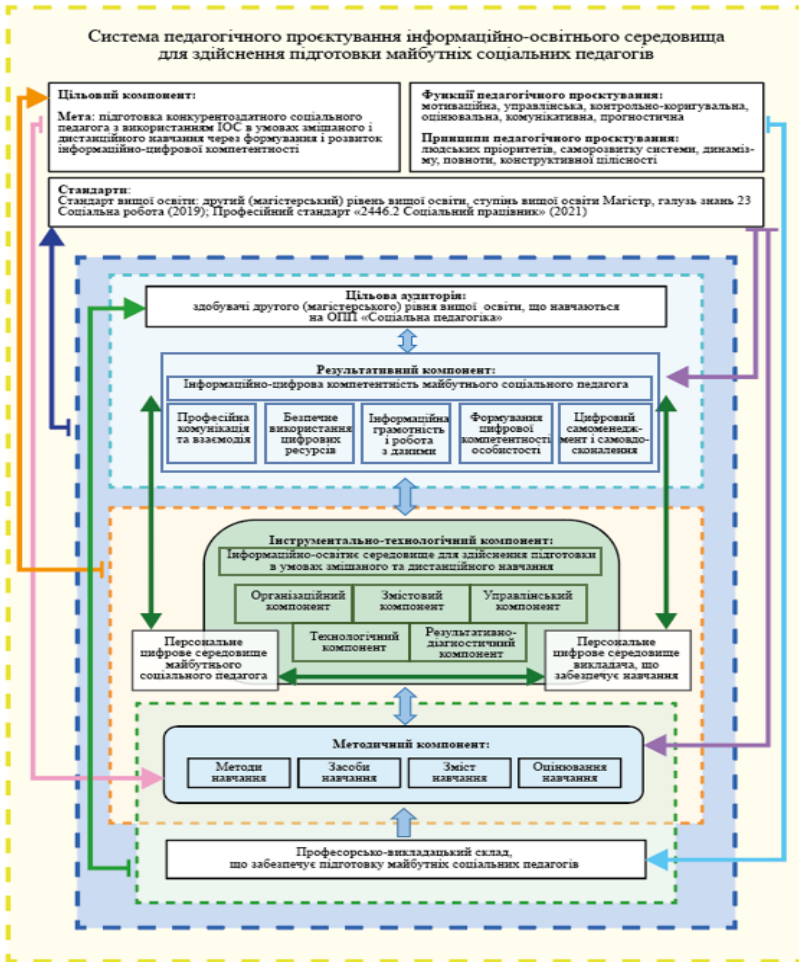 Система педагогічного проєктування інформаційно-освітнього середовища
для здійснення підготовки майбутніх соціальних педагогів
Цільовий компонент:
Мета: підготовка конкурентоздатного соціального
педагога з використанням ІОС в умовах змішаного і
дистанційного навчання через формування і розвиток
інформаційно-цифрової компетентності
Функції педагогічного проєктування:
мотиваційна, управлінська, контрольно-коригувальна,
оцінювальна, комунікативна, прогностична
Принципи педагогічного проєктування:
людських пріоритетів, саморозвитку системи, динаміз-
му, повноти, конструктивної цілісності
Стандарти:
Стандарт вищої освіти: другий (магістерський) рівень вищої освіти, ступінь вищої освіти Магістр, галузь знань 23
Соціальна робота (2019); Професійний стандарт «2446.2 Соціальний працівник» (2021)
Цільова аудиторія:
здобувачі другого (магістерського) рівня вищої освіти, що навчаються
на ОПП «Соціальна педагогіка»
Результативний компонент:
Інформаційно-цифрова компетентність майбутнього соціального педагога
Професійна
комунікація
та взаємодія
Безпечне
використання
цифрових
ресурсів
Інформаційна
грамотність
і робота
з даними
Формування
цифрової
компетентності
особистості
Цифровий
самоменедж-
мент і самовдо-
сконалення
Інструментально-технологічний компонент:
Інформаційно-освітнє середовище для здійснення підготовки
в умовах змішаного та дистанційного навчання
Організаційний
компонент
Змістовий
компонент
Управлінський
компонент
Технологічний
компонент
Результативно-
діагностичний
компонент
Персональне
цифрове середовище
майбутнього
соціального педагога
Персональне
цифрове середовище
викладача, що
забезпечує навчання
Методичний компонент:
Методи
навчання
Засоби
навчання
Зміст
навчання
Оцінювання
навчання
Професорсько-викладацький склад,
що забезпечує підготовку майбутніх соціальних педагогів